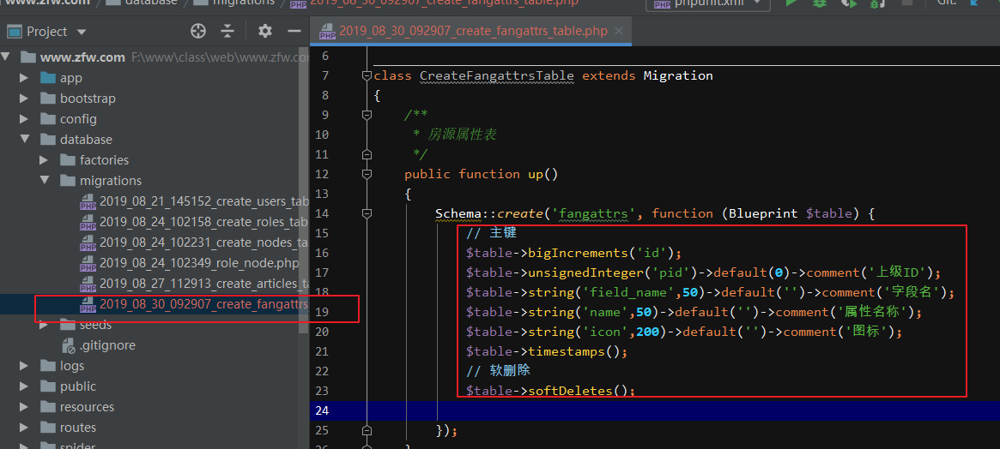 www.zfw.com database migrations 2019_08_30_092907_create_fangattrs_table.php phpunit.xml Git:
Project
2019_08_30_092907_create_fangattrs_table.php
www.zfw.com F:\www\class\web\www.zfw.co
app
bootstrap
config
database
factories
migrations
2019_08_21_145152_create_users_tab
2019_08_24_102158_create_roles_tab
2019_08_24_102231_create_nodes_ta
2019_08_24_102349_role_node.php
2019_08_27_112913_create_articles_t
2019_08_30_092907_create_fangattrs
seeds
.gitignore
logs
public
resources
routes
spider
6
7 class CreateFangattrsTable extends Migration
8 {
9 /**
10 * 房源属性表
11 */
12 public function up()
13 {
14 Schema::create('fangattrs', function (Blueprint $table) {
15 // 主键
16 $table->bigIncrements('id');
17 $table->unsignedInteger('pid')->default(0)->comment('上级ID');
18 $table->string('field_name',50)->default('')->comment('字段名');
19 $table->string('name',50)->default('')->comment('属性名称');
20 $table->string('icon',200)->default('')->comment('图标');
21 $table->timestamps();
22 // 软删除
23 $table->softDeletes();
24
25 });
26 }